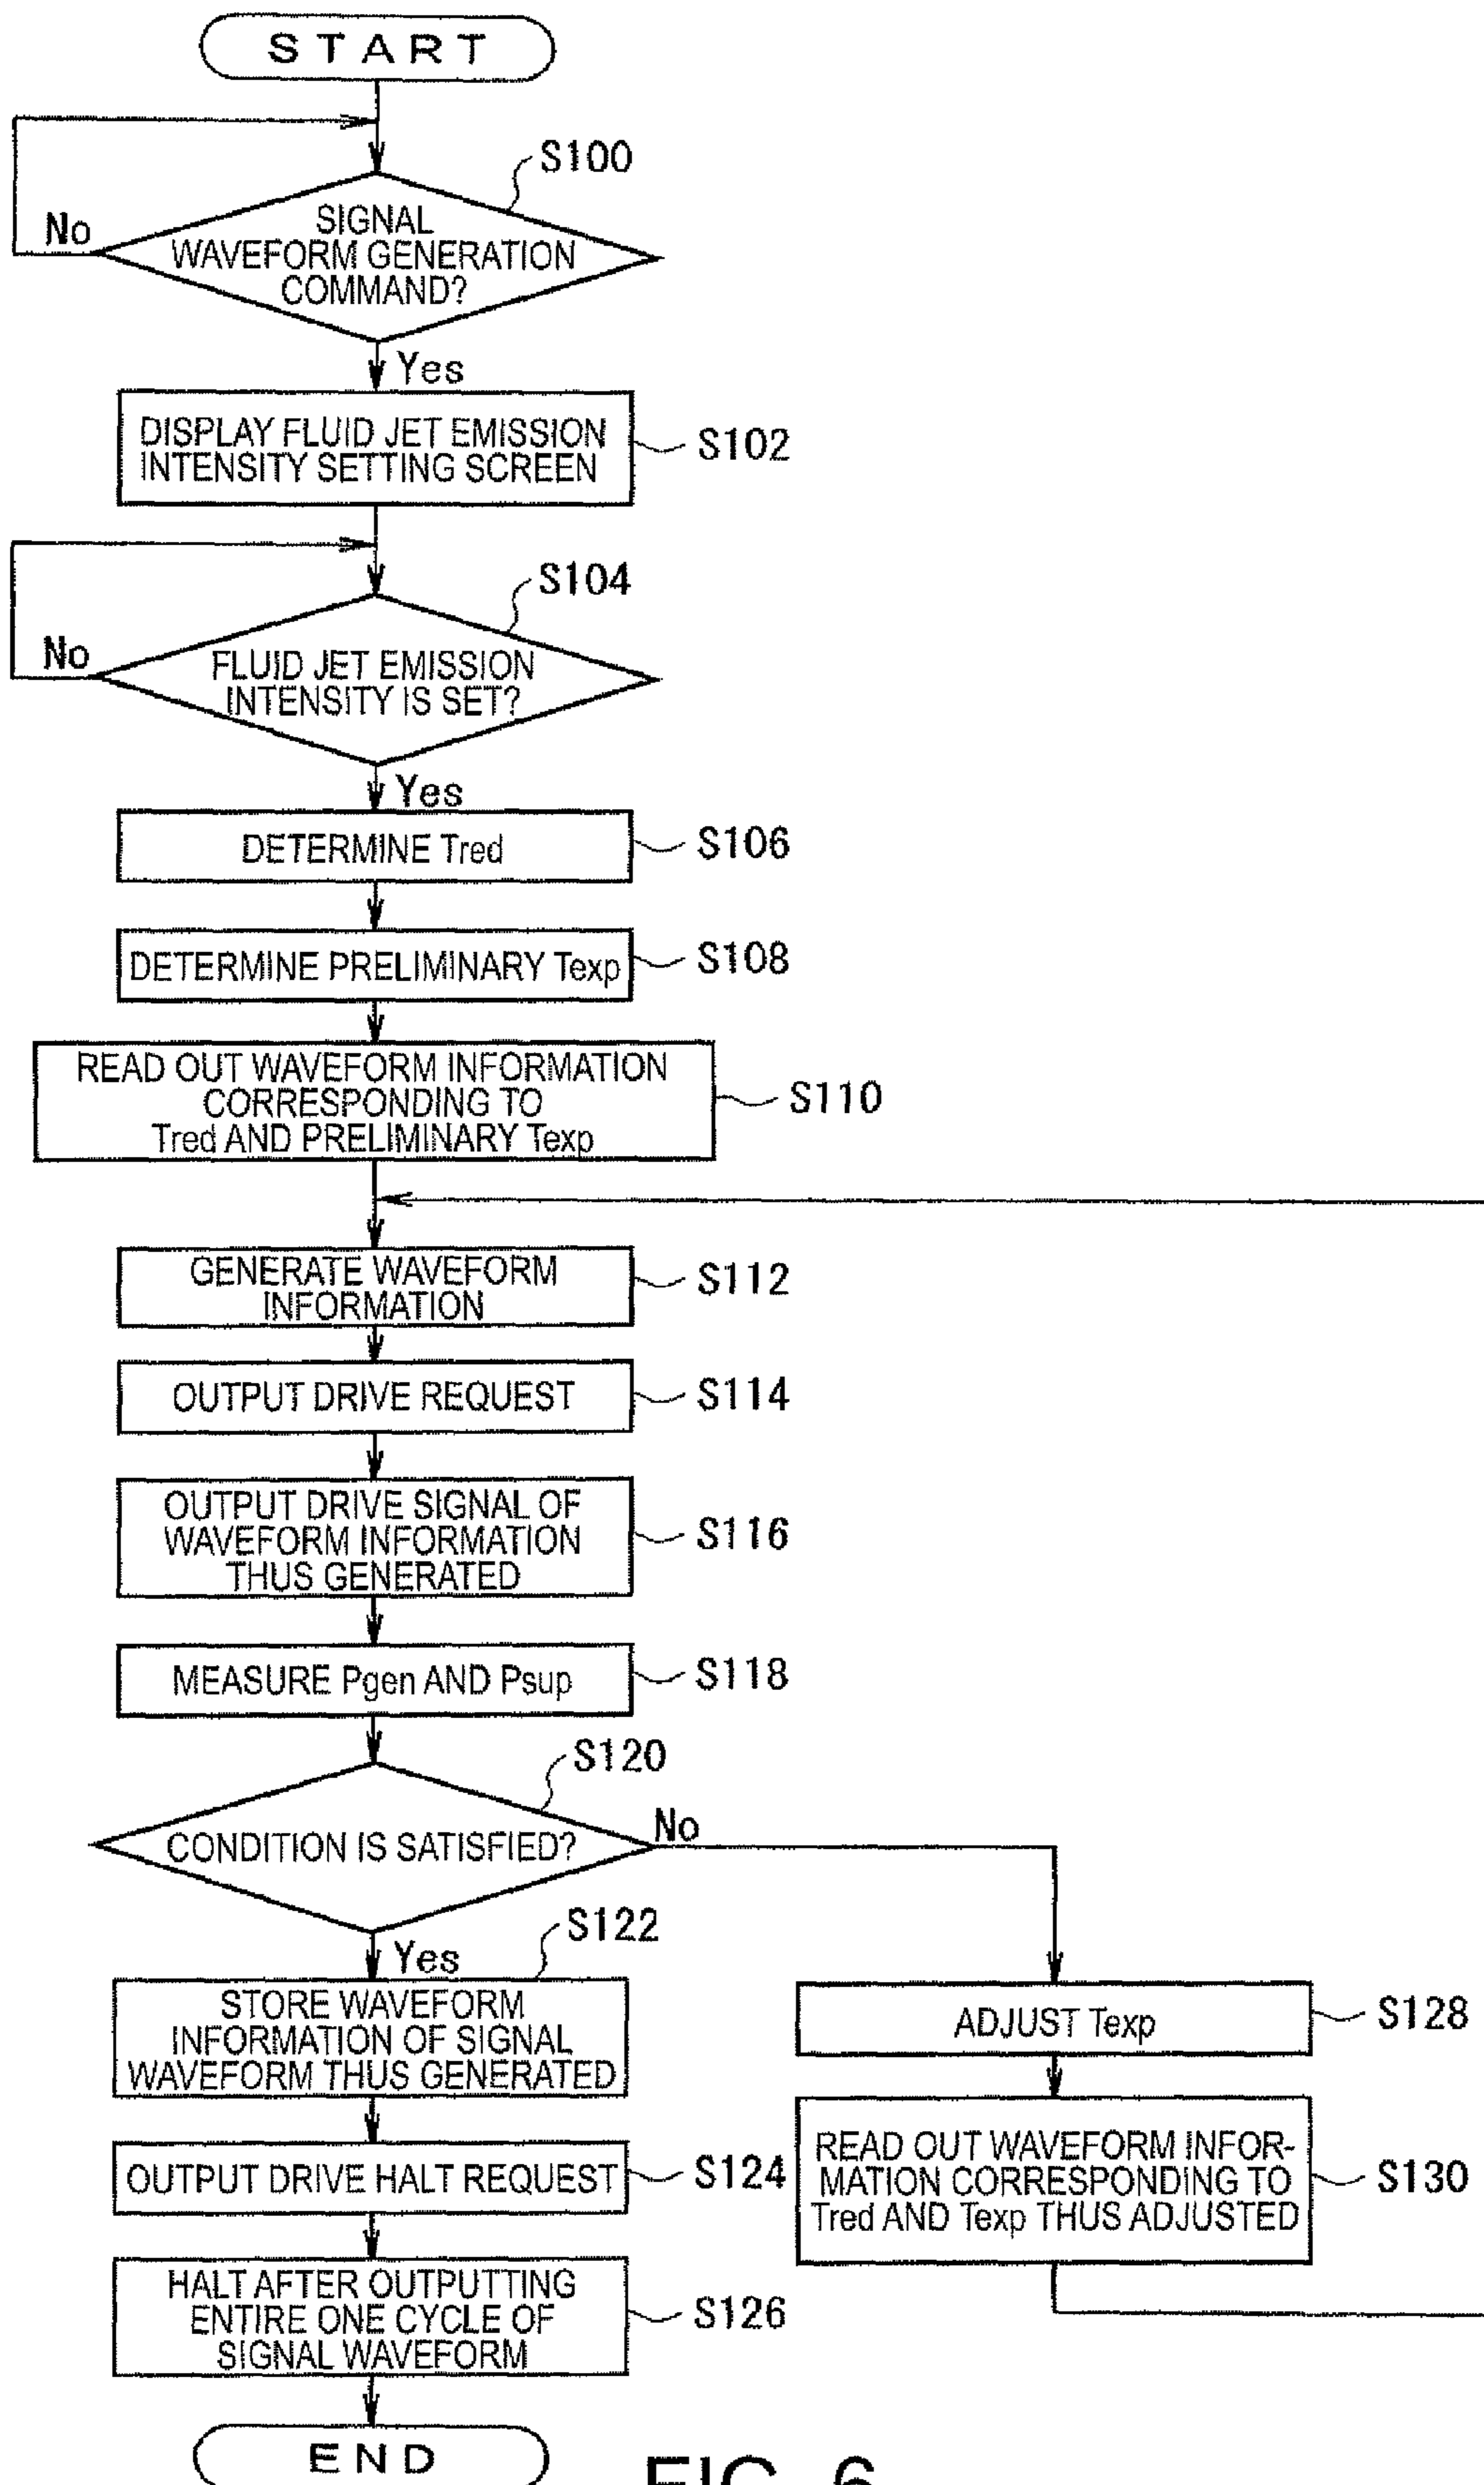 START
S100
No
SIGNAL
WAVEFORM GENERATION
COMMAND?
Yes
DISPLAY FLUID JET EMISSION
INTENSITY SETTING SCREEN
S102
S104
No
FLUID JET EMISSION
INTENSITY IS SET?
Yes
DETERMINE Tred
S106
DETERMINE PRELIMINARY Texp
S108
READ OUT WAVEFORM INFORMATION
CORRESPONDING TO
Tred AND PRELIMINARY Texp
S110
GENERATE WAVEFORM
INFORMATION
S112
OUTPUT DRIVE REQUEST
S114
OUTPUT DRIVE SIGNAL OF
WAVEFORM INFORMATION
THUS GENERATED
S116
MEASURE Pgen AND Psup
S118
S120
CONDITION IS SATISFIED?
No
Yes
S122
STORE WAVEFORM
INFORMATION OF SIGNAL
WAVEFORM THUS GENERATED
OUTPUT DRIVE HALT REQUEST
S124
HALT AFTER OUTPUTTING
ENTIRE ONE CYCLE OF
SIGNAL WAVEFORM
S126
ADJUST Texp
S128
READ OUT WAVEFORM INFOR-
MATION CORRESPONDING TO
Tred AND Texp THUS ADJUSTED
S130
END
FIG. 6